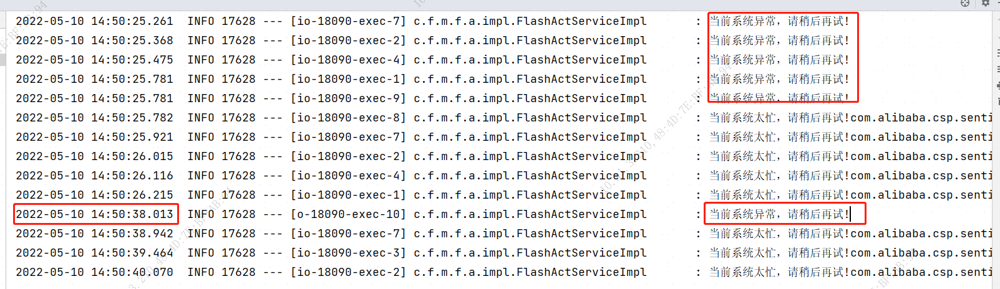 2022-05-10 14:50:25.261  INFO 17628 --- [io-18090-exec-7] c.f.m.f.a.impl.FlashActServiceImpl       : 当前系统异常，请稍后再试！
2022-05-10 14:50:25.368  INFO 17628 --- [io-18090-exec-2] c.f.m.f.a.impl.FlashActServiceImpl       : 当前系统异常，请稍后再试！
2022-05-10 14:50:25.475  INFO 17628 --- [io-18090-exec-4] c.f.m.f.a.impl.FlashActServiceImpl       : 当前系统异常，请稍后再试！
2022-05-10 14:50:25.781  INFO 17628 --- [io-18090-exec-1] c.f.m.f.a.impl.FlashActServiceImpl       : 当前系统异常，请稍后再试！
2022-05-10 14:50:25.781  INFO 17628 --- [io-18090-exec-9] c.f.m.f.a.impl.FlashActServiceImpl       : 当前系统异常，请稍后再试！
2022-05-10 14:50:25.782  INFO 17628 --- [io-18090-exec-8] c.f.m.f.a.impl.FlashActServiceImpl       : 当前系统太忙，请稍后再试!com.alibaba.csp.senti
2022-05-10 14:50:25.921  INFO 17628 --- [io-18090-exec-7] c.f.m.f.a.impl.FlashActServiceImpl       : 当前系统太忙，请稍后再试!com.alibaba.csp.senti
2022-05-10 14:50:26.015  INFO 17628 --- [io-18090-exec-2] c.f.m.f.a.impl.FlashActServiceImpl       : 当前系统太忙，请稍后再试!com.alibaba.csp.senti
2022-05-10 14:50:26.116  INFO 17628 --- [io-18090-exec-4] c.f.m.f.a.impl.FlashActServiceImpl       : 当前系统太忙，请稍后再试!com.alibaba.csp.senti
2022-05-10 14:50:26.215  INFO 17628 --- [io-18090-exec-1] c.f.m.f.a.impl.FlashActServiceImpl       : 当前系统太忙，请稍后再试!com.alibaba.csp.senti
2022-05-10 14:50:38.013  INFO 17628 --- [o-18090-exec-10] c.f.m.f.a.impl.FlashActServiceImpl       : 当前系统异常，请稍后再试！
2022-05-10 14:50:38.942  INFO 17628 --- [io-18090-exec-7] c.f.m.f.a.impl.FlashActServiceImpl       : 当前系统太忙，请稍后再试!com.alibaba.csp.senti
2022-05-10 14:50:39.464  INFO 17628 --- [io-18090-exec-3] c.f.m.f.a.impl.FlashActServiceImpl       : 当前系统太忙，请稍后再试!com.alibaba.csp.senti
2022-05-10 14:50:40.070  INFO 17628 --- [io-18090-exec-2] c.f.m.f.a.impl.FlashActServiceImpl       : 当前系统太忙，请稍后再试!com.alibaba.csp.senti